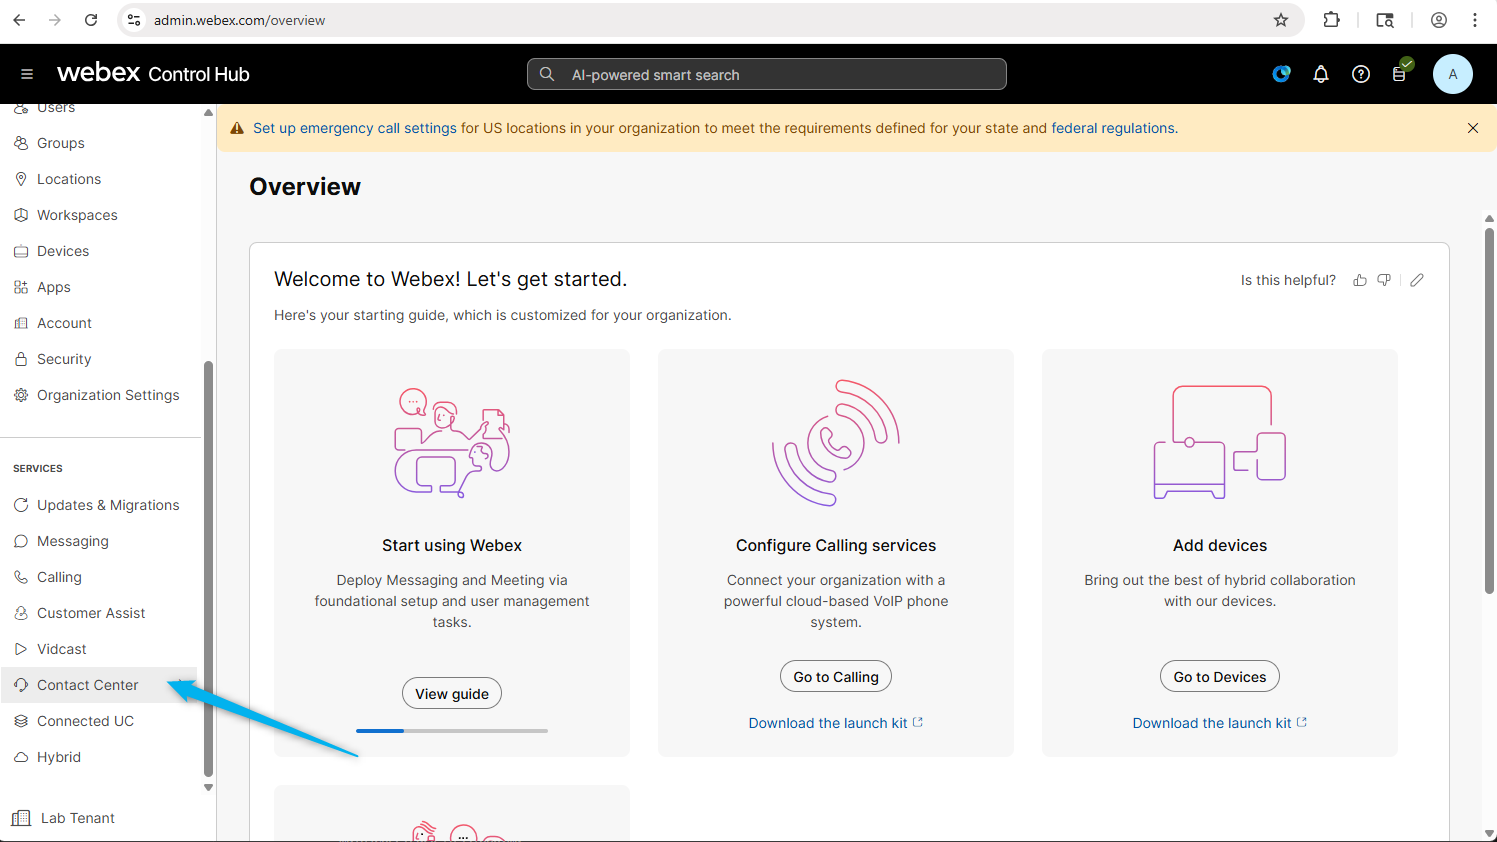 admin.webex.com/overview
webex Control Hub
AI-powered smart search
A
Users
Groups
Locations
Workspaces
Devices
Apps
Account
Security
Organization Settings
SERVICES
Updates & Migrations
Messaging
Calling
Customer Assist
Vidcast
Contact Center
Connected UC
Hybrid
Lab Tenant
Set up emergency call settings for US locations in your organization to meet the requirements defined for your state and federal regulations.
Overview
Welcome to Webex! Let's get started.
Is this helpful?
Here's your starting guide, which is customized for your organization.
Start using Webex
Deploy Messaging and Meeting via
foundational setup and user management
tasks.
View guide
Configure Calling services
Connect your organization with a
powerful cloud-based VoIP phone
system.
Go to Calling
Download the launch kit
Add devices
Bring out the best of hybrid collaboration
with our devices.
Go to Devices
Download the launch kit